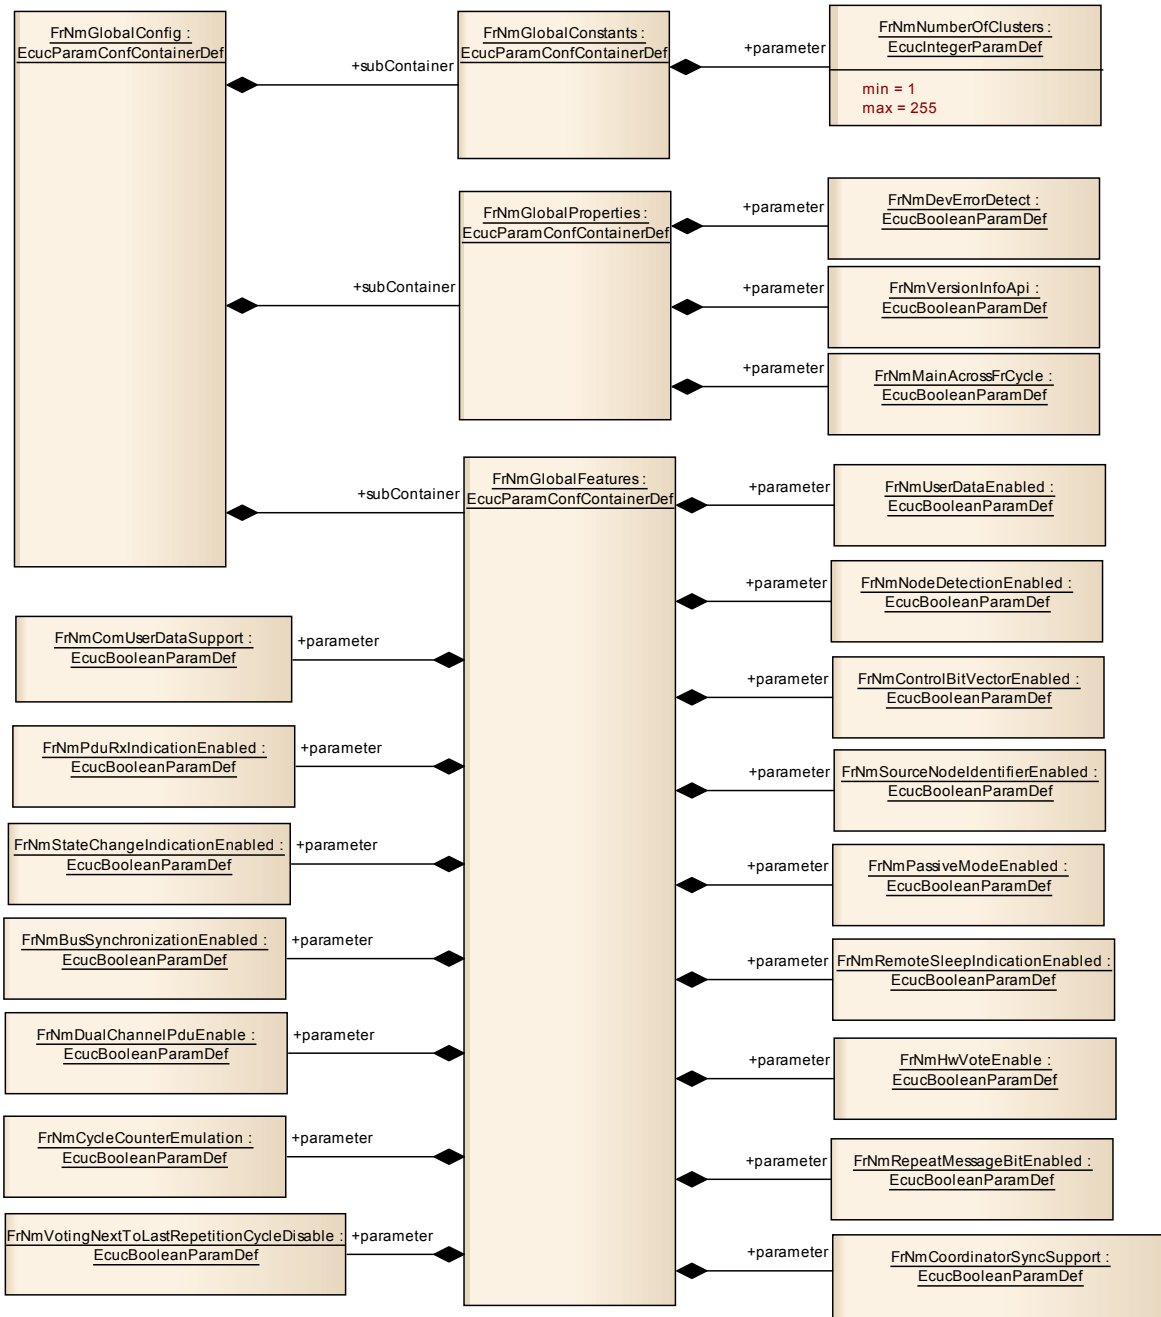 FrNmGlobalConfig :
EcucParamConfContainerDef
+subContainer
FrNmGlobalConstants :
EcucParamConfContainerDef
+parameter
FrNmNumberOfClusters :
EcucIntegerParamDef
min = 1
max = 255
+subContainer
FrNmGlobalProperties :
EcucParamConfContainerDef
+parameter
FrNmDevErrorDetect :
EcucBooleanParamDef
+parameter
FrNmVersionInfoApi :
EcucBooleanParamDef
+parameter
FrNmMainAcrossFrCycle :
EcucBooleanParamDef
+subContainer
FrNmGlobalFeatures :
EcucParamConfContainerDef
+parameter
FrNmUserDataEnabled :
EcucBooleanParamDef
+parameter
FrNmNodeDetectionEnabled :
EcucBooleanParamDef
+parameter
FrNmControlBitVectorEnabled :
EcucBooleanParamDef
+parameter
FrNmSourceNodeIdentifierEnabled :
EcucBooleanParamDef
+parameter
FrNmPassiveModeEnabled :
EcucBooleanParamDef
+parameter
FrNmRemoteSleepIndicationEnabled :
EcucBooleanParamDef
+parameter
FrNmHwVoteEnable :
EcucBooleanParamDef
+parameter
FrNmRepeatMessageBitEnabled :
EcucBooleanParamDef
+parameter
FrNmCoordinatorSyncSupport :
EcucBooleanParamDef
FrNmComUserDataSupport :
EcucBooleanParamDef
+parameter
FrNmPduRxIndicationEnabled :
EcucBooleanParamDef
+parameter
FrNmStateChangeIndicationEnabled :
EcucBooleanParamDef
+parameter
FrNmBusSynchronizationEnabled :
EcucBooleanParamDef
+parameter
FrNmDualChannelPduEnable :
EcucBooleanParamDef
+parameter
FrNmCycleCounterEmulation :
EcucBooleanParamDef
+parameter
FrNmVotingNextToLastRepetitionCycleDisable :
EcucBooleanParamDef
+parameter